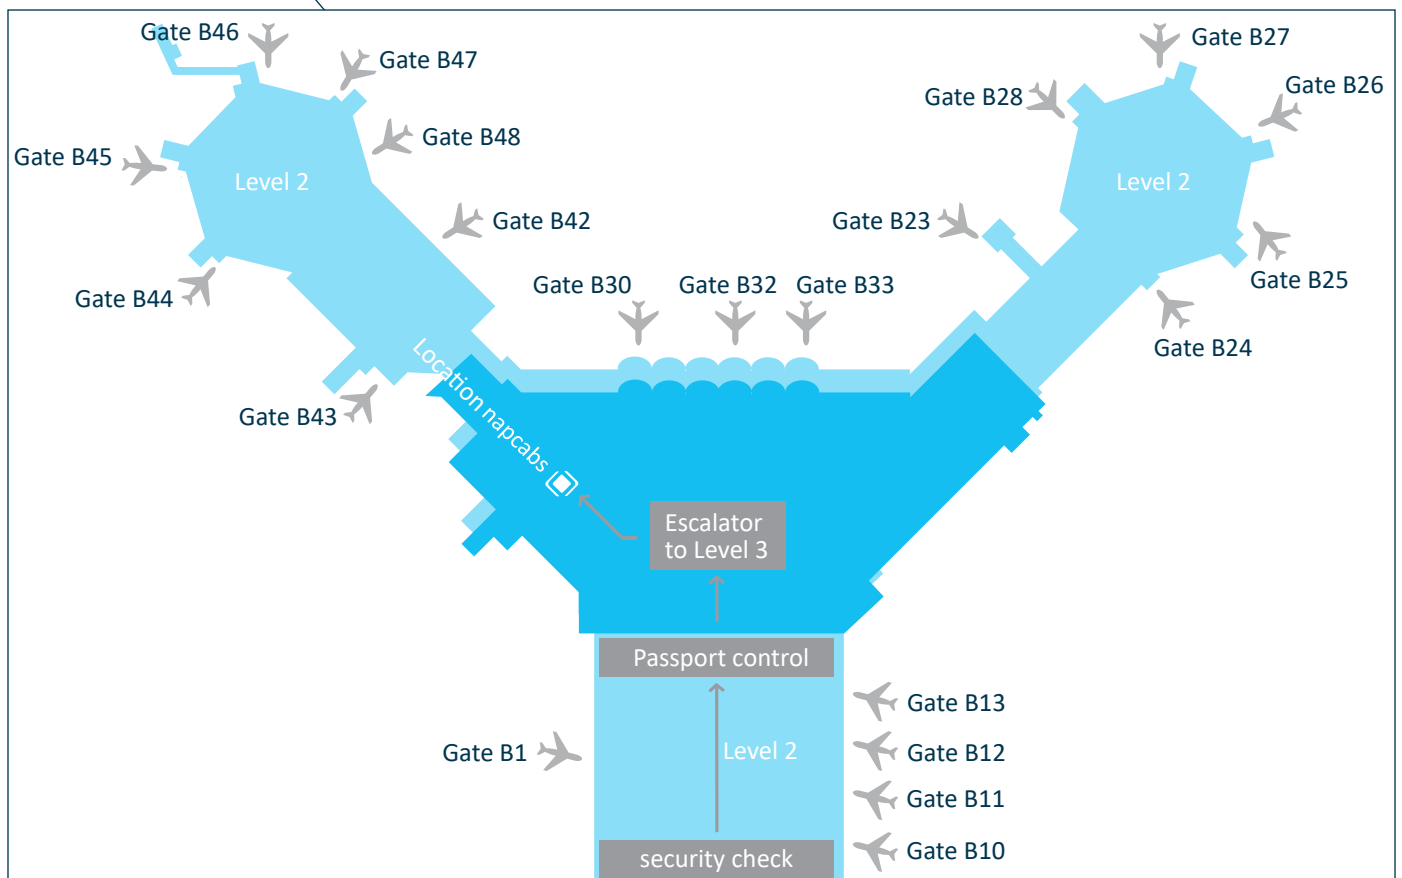 Gate B46
Gate B47
Gate B27
Gate B26
Gate B28
Gate B48
Gate B45
Level 2
Level 2
Gate B42
Gate B23
Gate B44
Gate B30
Gate B32
Gate B33
Gate B25
Gate B24
Location napcabs
Gate B43
Escalator
to Level 3
Passport control
Gate B13
Gate B1
Level 2
Gate B12
Gate B11
security check
Gate B10